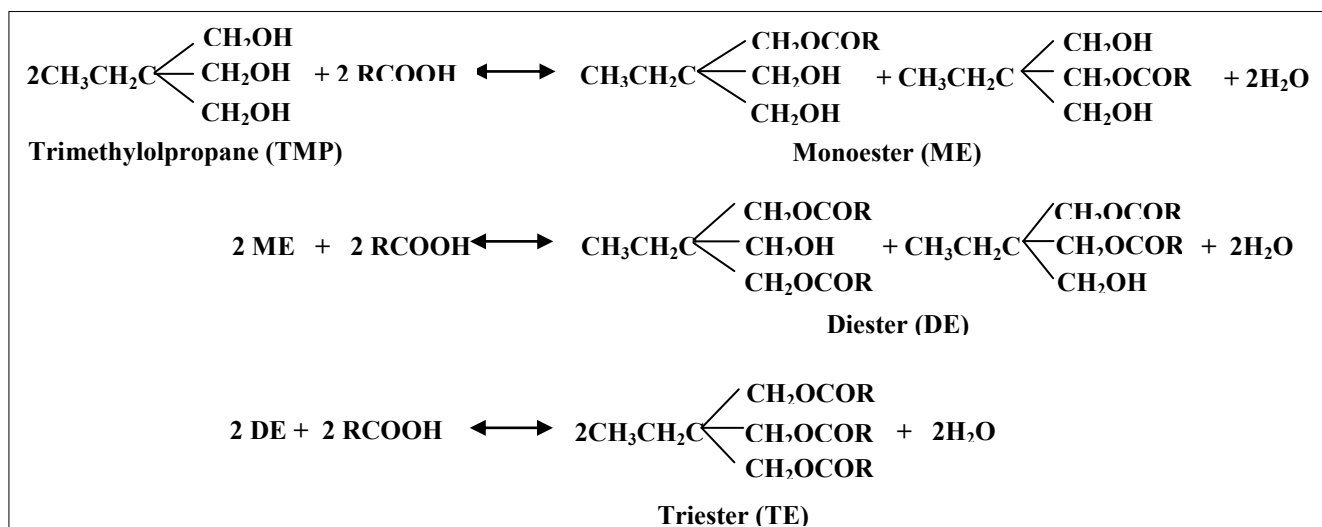 CH₂OH
2CH₃CH₂C CH₂OH + 2 RCOOH
CH₂OH
CH₂OCOR
CH₃CH₂C CH₂OH
CH₂OH
CH₂OH
+ CH₃CH₂C CH₂OCOR + 2H₂O
CH₂OH
Trimethylolpropane (TMP)
Monoester (ME)
2 ME + 2 RCOOH
CH₂OCOR
CH₃CH₂C CH₂OH
CH₂OCOR
CH₂OCOR
+ CH₃CH₂C CH₂OCOR + 2H₂O
CH₂OH
Diester (DE)
2 DE + 2 RCOOH
CH₂OCOR
2CH₃CH₂C CH₂OCOR + 2H₂O
CH₂OCOR
Triester (TE)